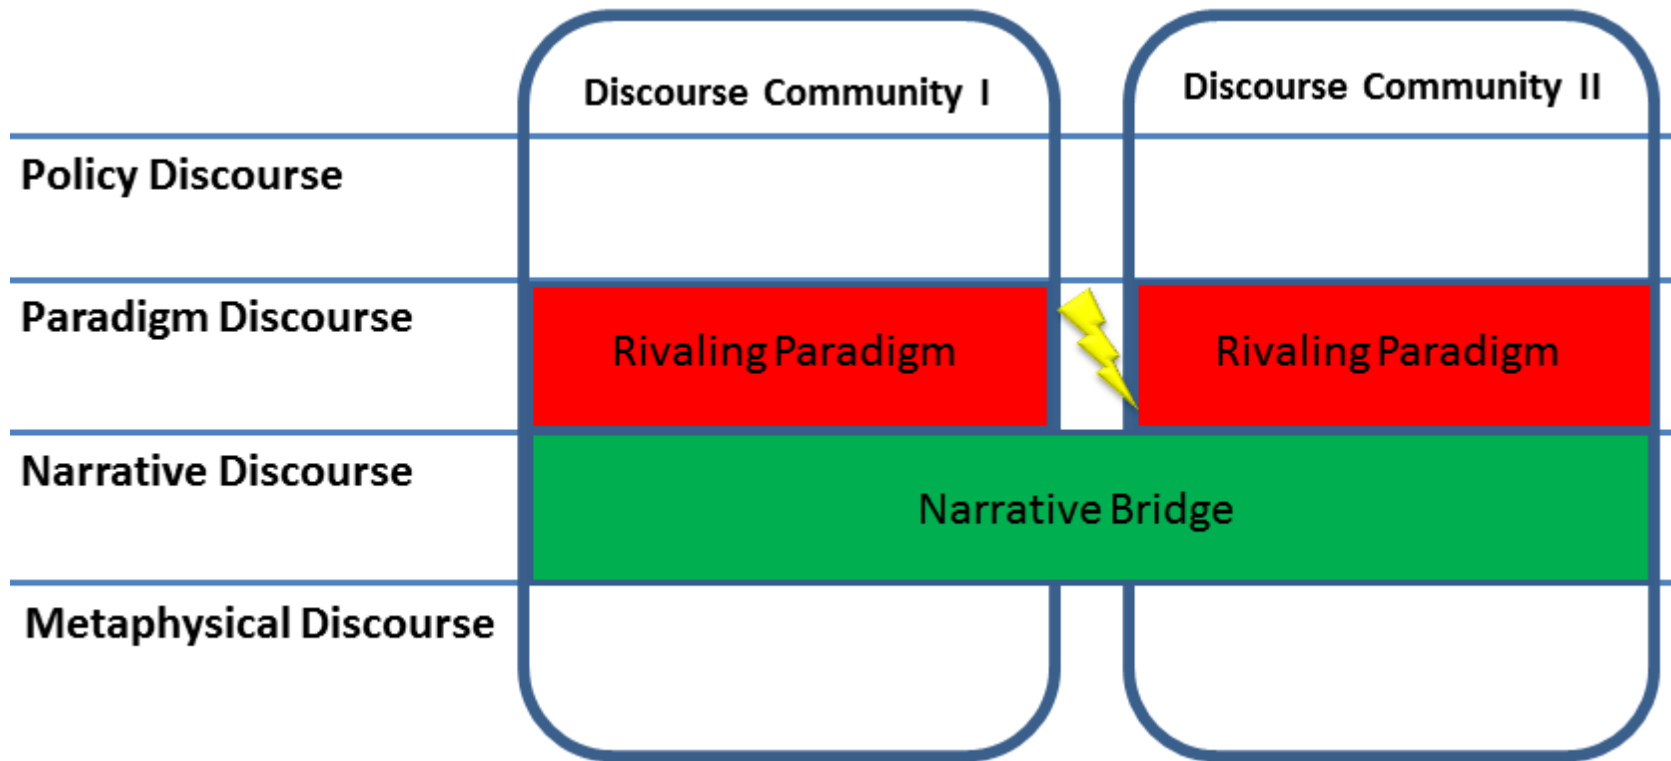 Discourse Community I
Discourse Community II
Policy Discourse
Paradigm Discourse
Rivaling Paradigm
Rivaling Paradigm
Narrative Discourse
Narrative Bridge
Metaphysical Discourse